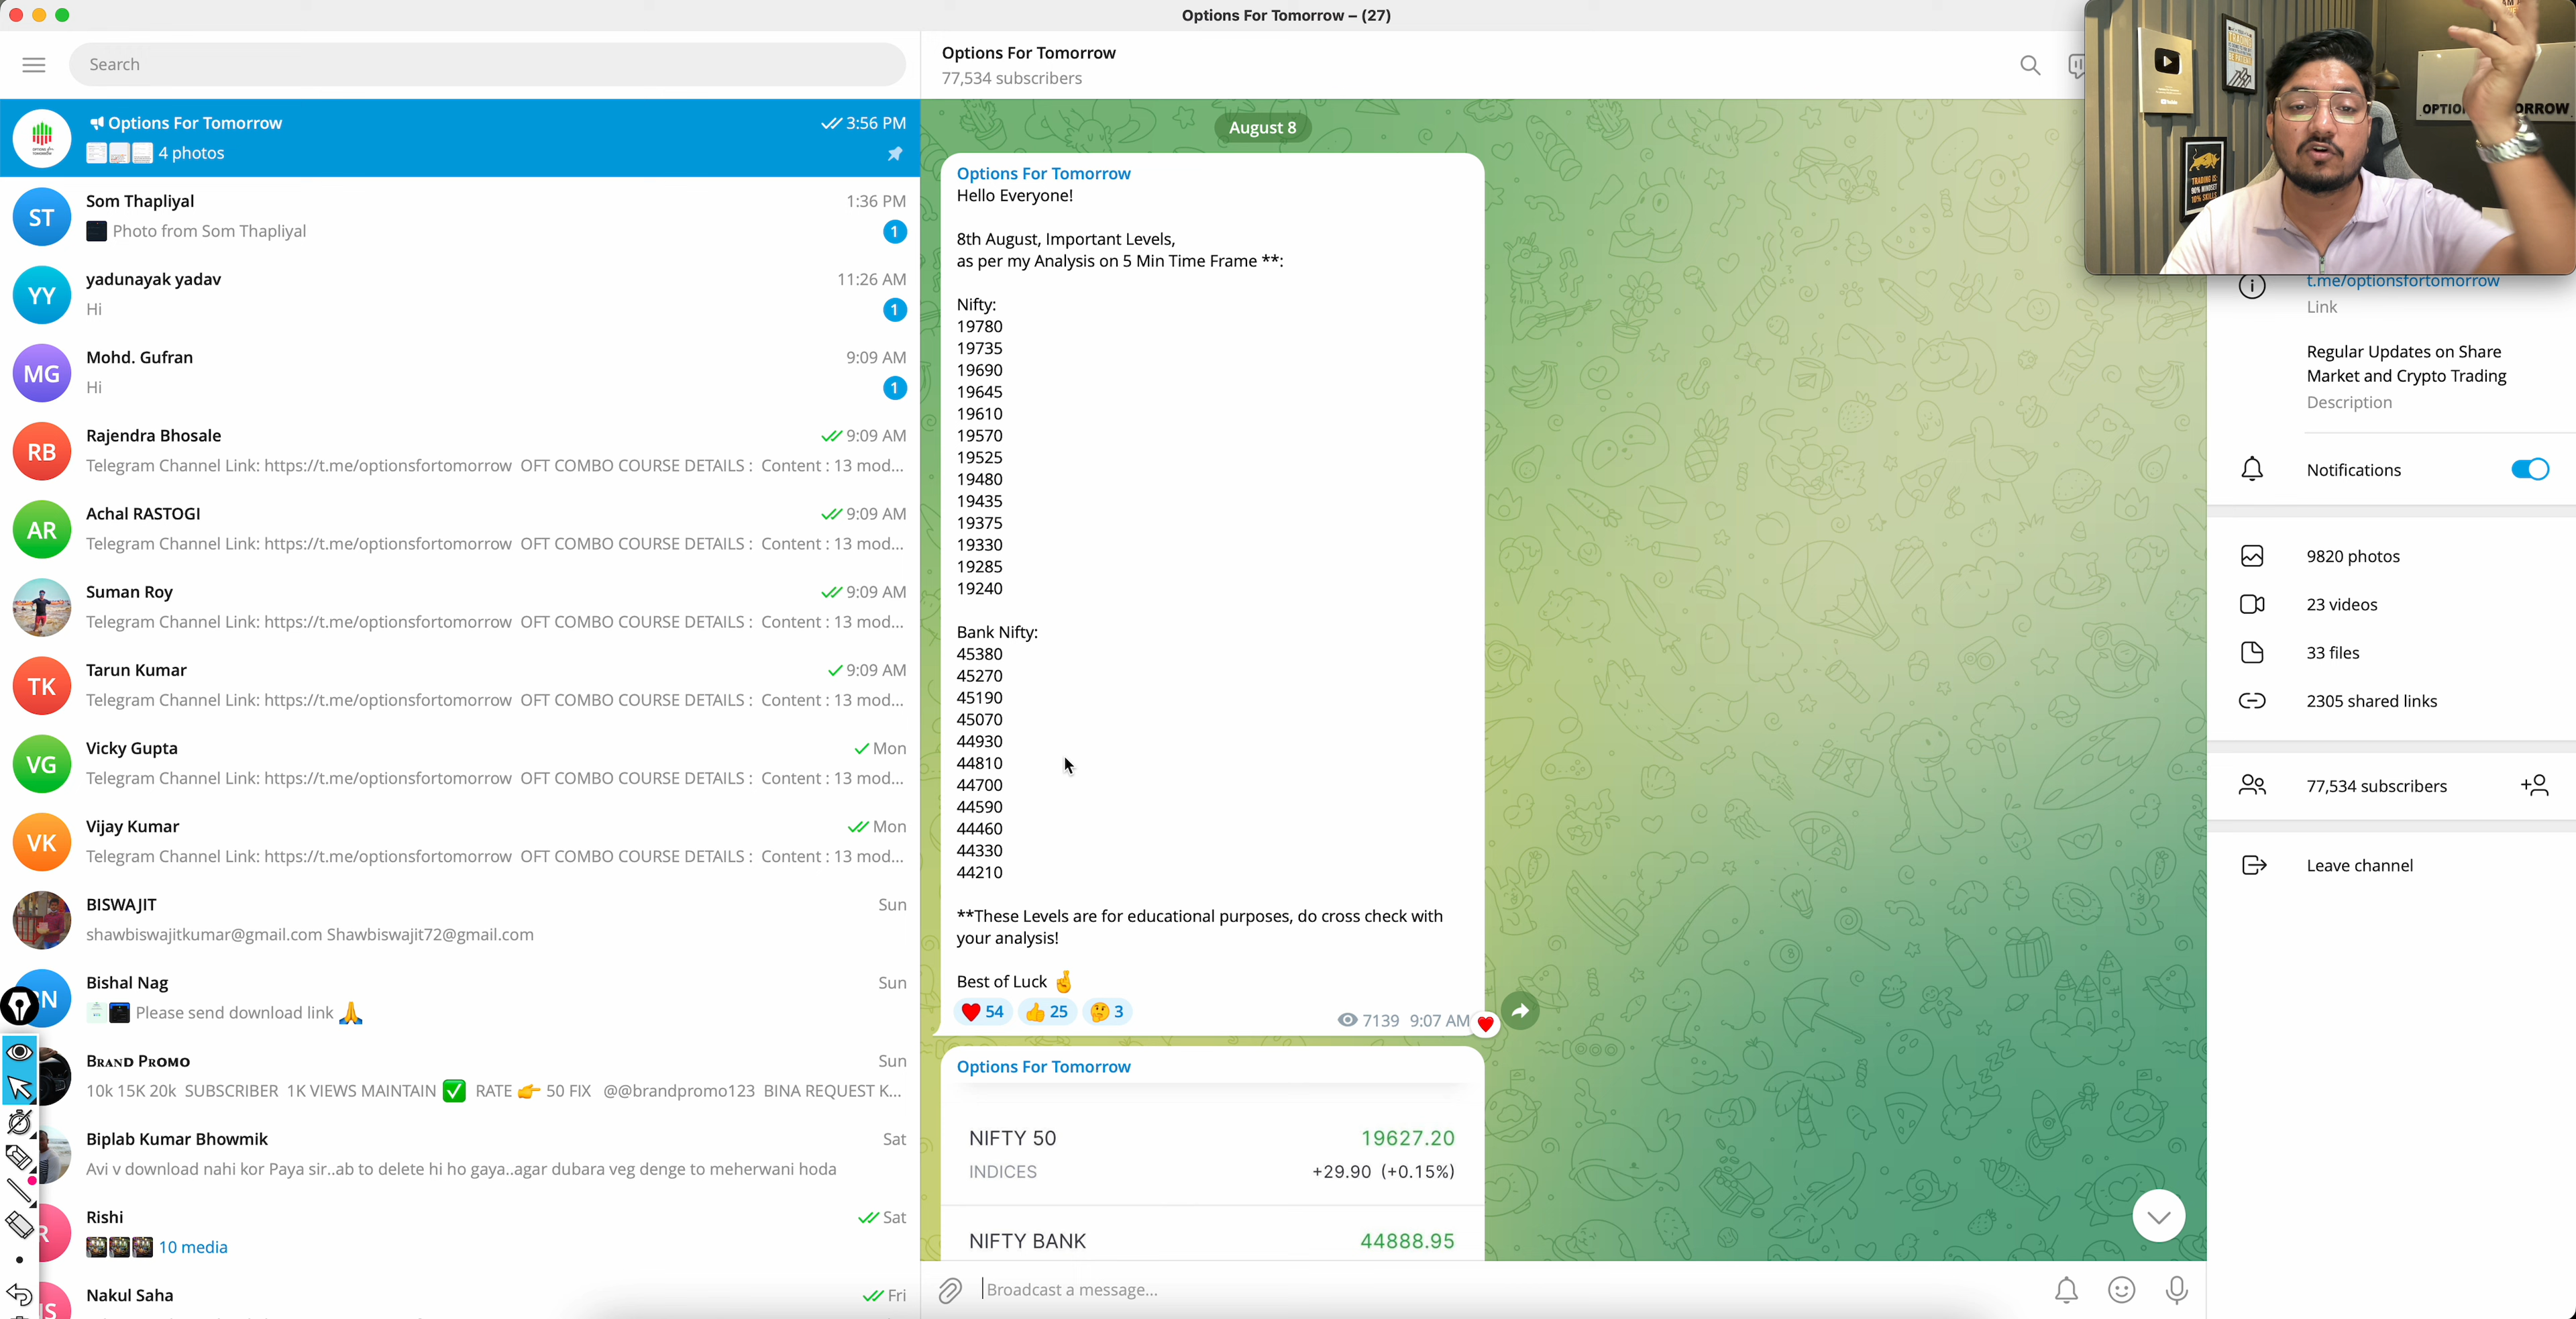 Options For Tomorrow – (27)
Search
Options For Tomorrow
3:56 PM
4 photos
ST
Som Thapliyal
1:36 PM
Photo from Som Thapliyal
1
YY
yadunayak yadav
11:26 AM
Hi
1
MG
Mohd. Gufran
9:09 AM
Hi
1
RB
Rajendra Bhosale
9:09 AM
Telegram Channel Link: https://t.me/optionsfortomorrow OFT COMBO COURSE DETAILS : Content : 13 mod...
AR
Achal RASTOGI
9:09 AM
Telegram Channel Link: https://t.me/optionsfortomorrow OFT COMBO COURSE DETAILS : Content : 13 mod...
Suman Roy
9:09 AM
Telegram Channel Link: https://t.me/optionsfortomorrow OFT COMBO COURSE DETAILS : Content : 13 mod...
TK
Tarun Kumar
9:09 AM
Telegram Channel Link: https://t.me/optionsfortomorrow OFT COMBO COURSE DETAILS : Content : 13 mod...
VG
Vicky Gupta
Mon
Telegram Channel Link: https://t.me/optionsfortomorrow OFT COMBO COURSE DETAILS : Content : 13 mod...
VK
Vijay Kumar
Mon
Telegram Channel Link: https://t.me/optionsfortomorrow OFT COMBO COURSE DETAILS : Content : 13 mod...
BISWAJIT
Sun
shawbiswajitkumar@gmail.com Shawbiswajit72@gmail.com
Bishal Nag
Sun
Please send download link 🙏
Brand Promo
Sun
10k 15K 20k SUBSCRIBER 1K VIEWS MAINTAIN ✅ RATE 👉 50 FIX @@brandpromo123 BINA REQUEST K...
Biplab Kumar Bhowmik
Sat
Avi v download nahi kor Paya sir..ab to delete hi ho gaya..agar dubara veg denge to meherwani hoda
Rishi
Sat
10 media
Nakul Saha
Fri
Options For Tomorrow
77,534 subscribers
August 8
Options For Tomorrow
Hello Everyone!
8th August, Important Levels,
as per my Analysis on 5 Min Time Frame **:
Nifty:
19780
19735
19690
19645
19610
19570
19525
19480
19435
19375
19330
19285
19240
Bank Nifty:
45380
45270
45190
45070
44930
44810
44700
44590
44460
44330
44210
**These Levels are for educational purposes, do cross check with
your analysis!
Best of Luck 🤞
❤️ 54 👍 25 🤔 3
7139 9:07 AM
Options For Tomorrow
NIFTY 50 19627.20
INDICES +29.90 (+0.15%)
NIFTY BANK 44888.95
Broadcast a message...
TRADING IS
90% MINDSET
10% SKILLS
t.me/optionsfortomorrow
Link
Regular Updates on Share
Market and Crypto Trading
Description
Notifications
9820 photos
23 videos
33 files
2305 shared links
77,534 subscribers
Leave channel